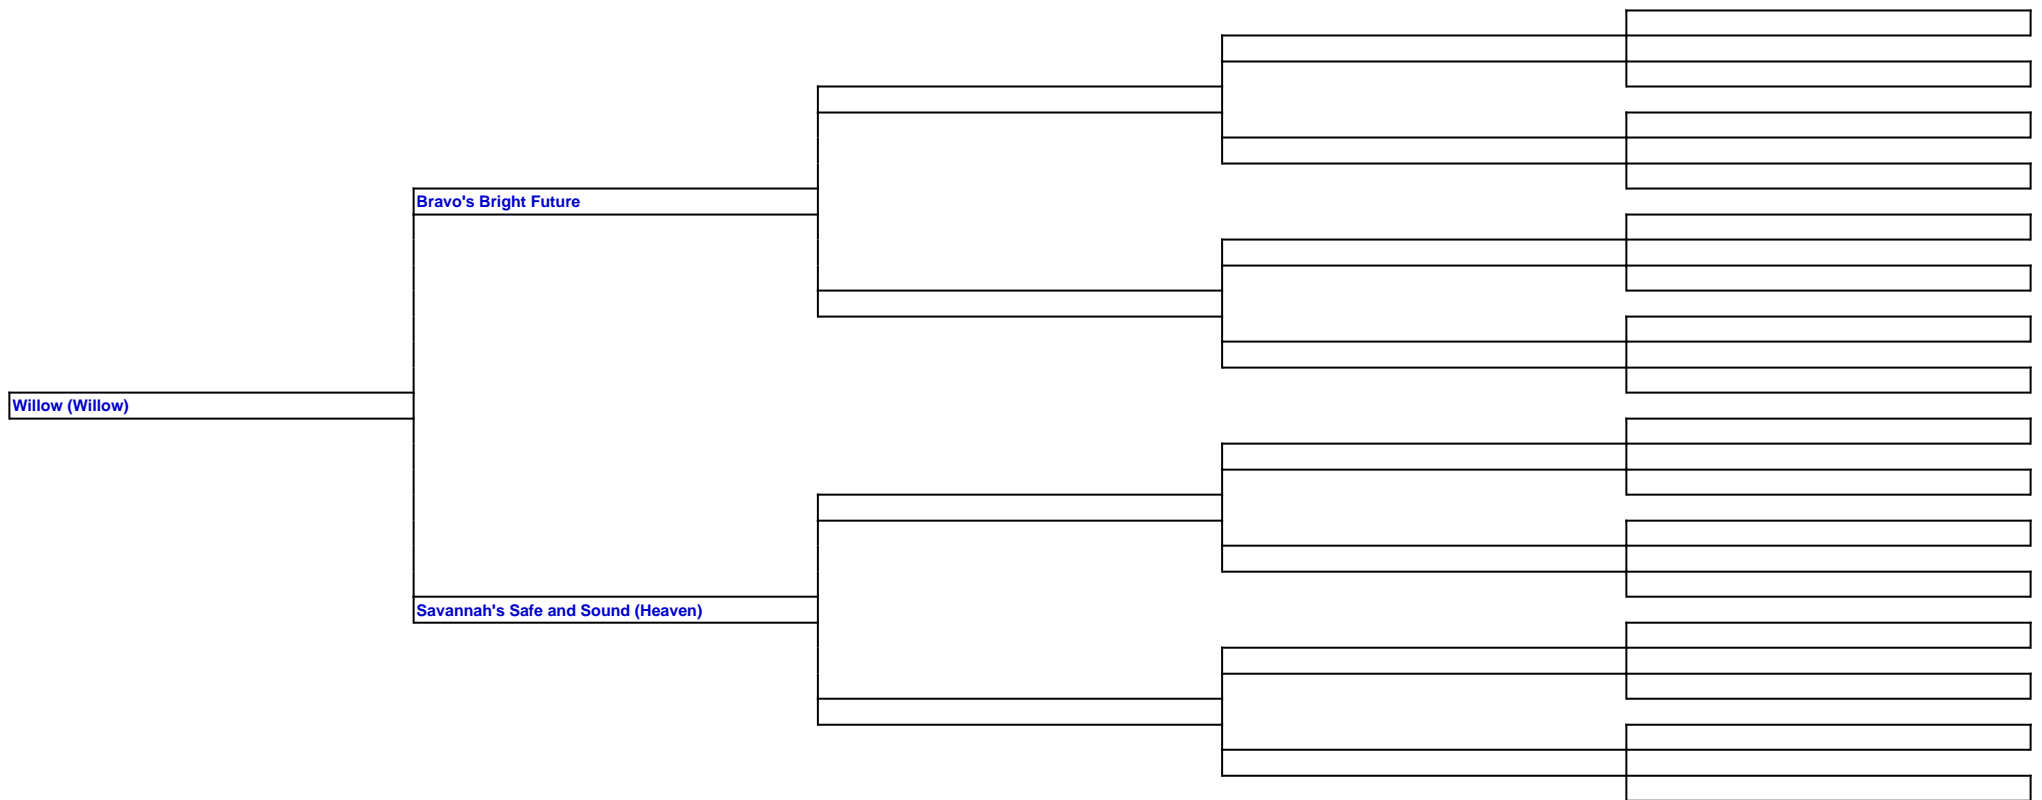 Bravo's Bright Future
Willow (Willow)
Savannah's Safe and Sound (Heaven)